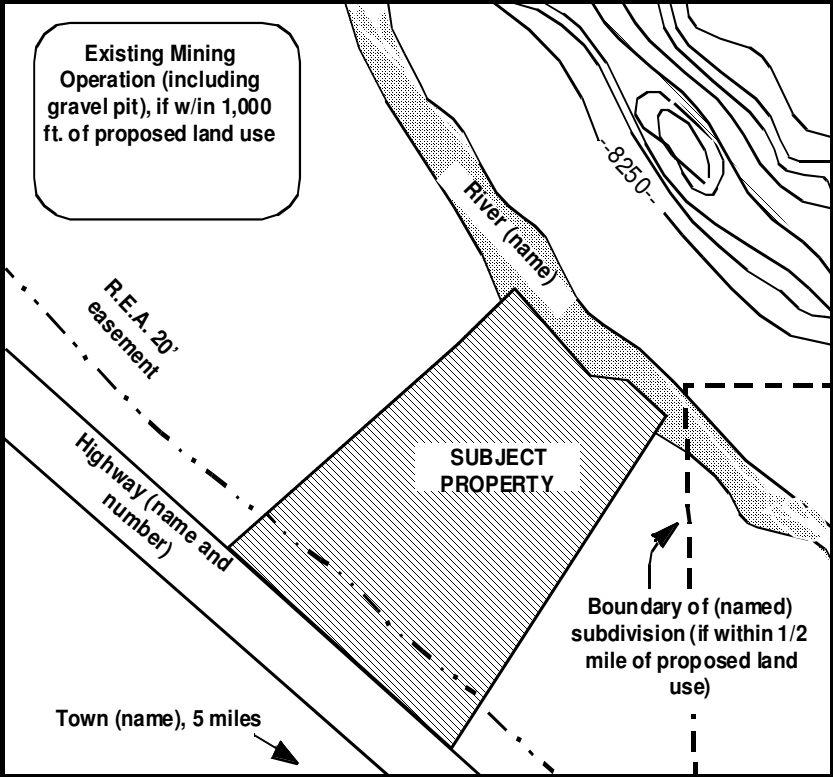 Existing Mining
Operation (including
gravel pit), if w/in 1,000
ft. of proposed land use
--8250--
River (name)
R.E.A. 20'
easement
Highway (name and
number)
SUBJECT
PROPERTY
Boundary of (named)
subdivision (if within 1/2
mile of proposed land
use)
Town (name), 5 miles